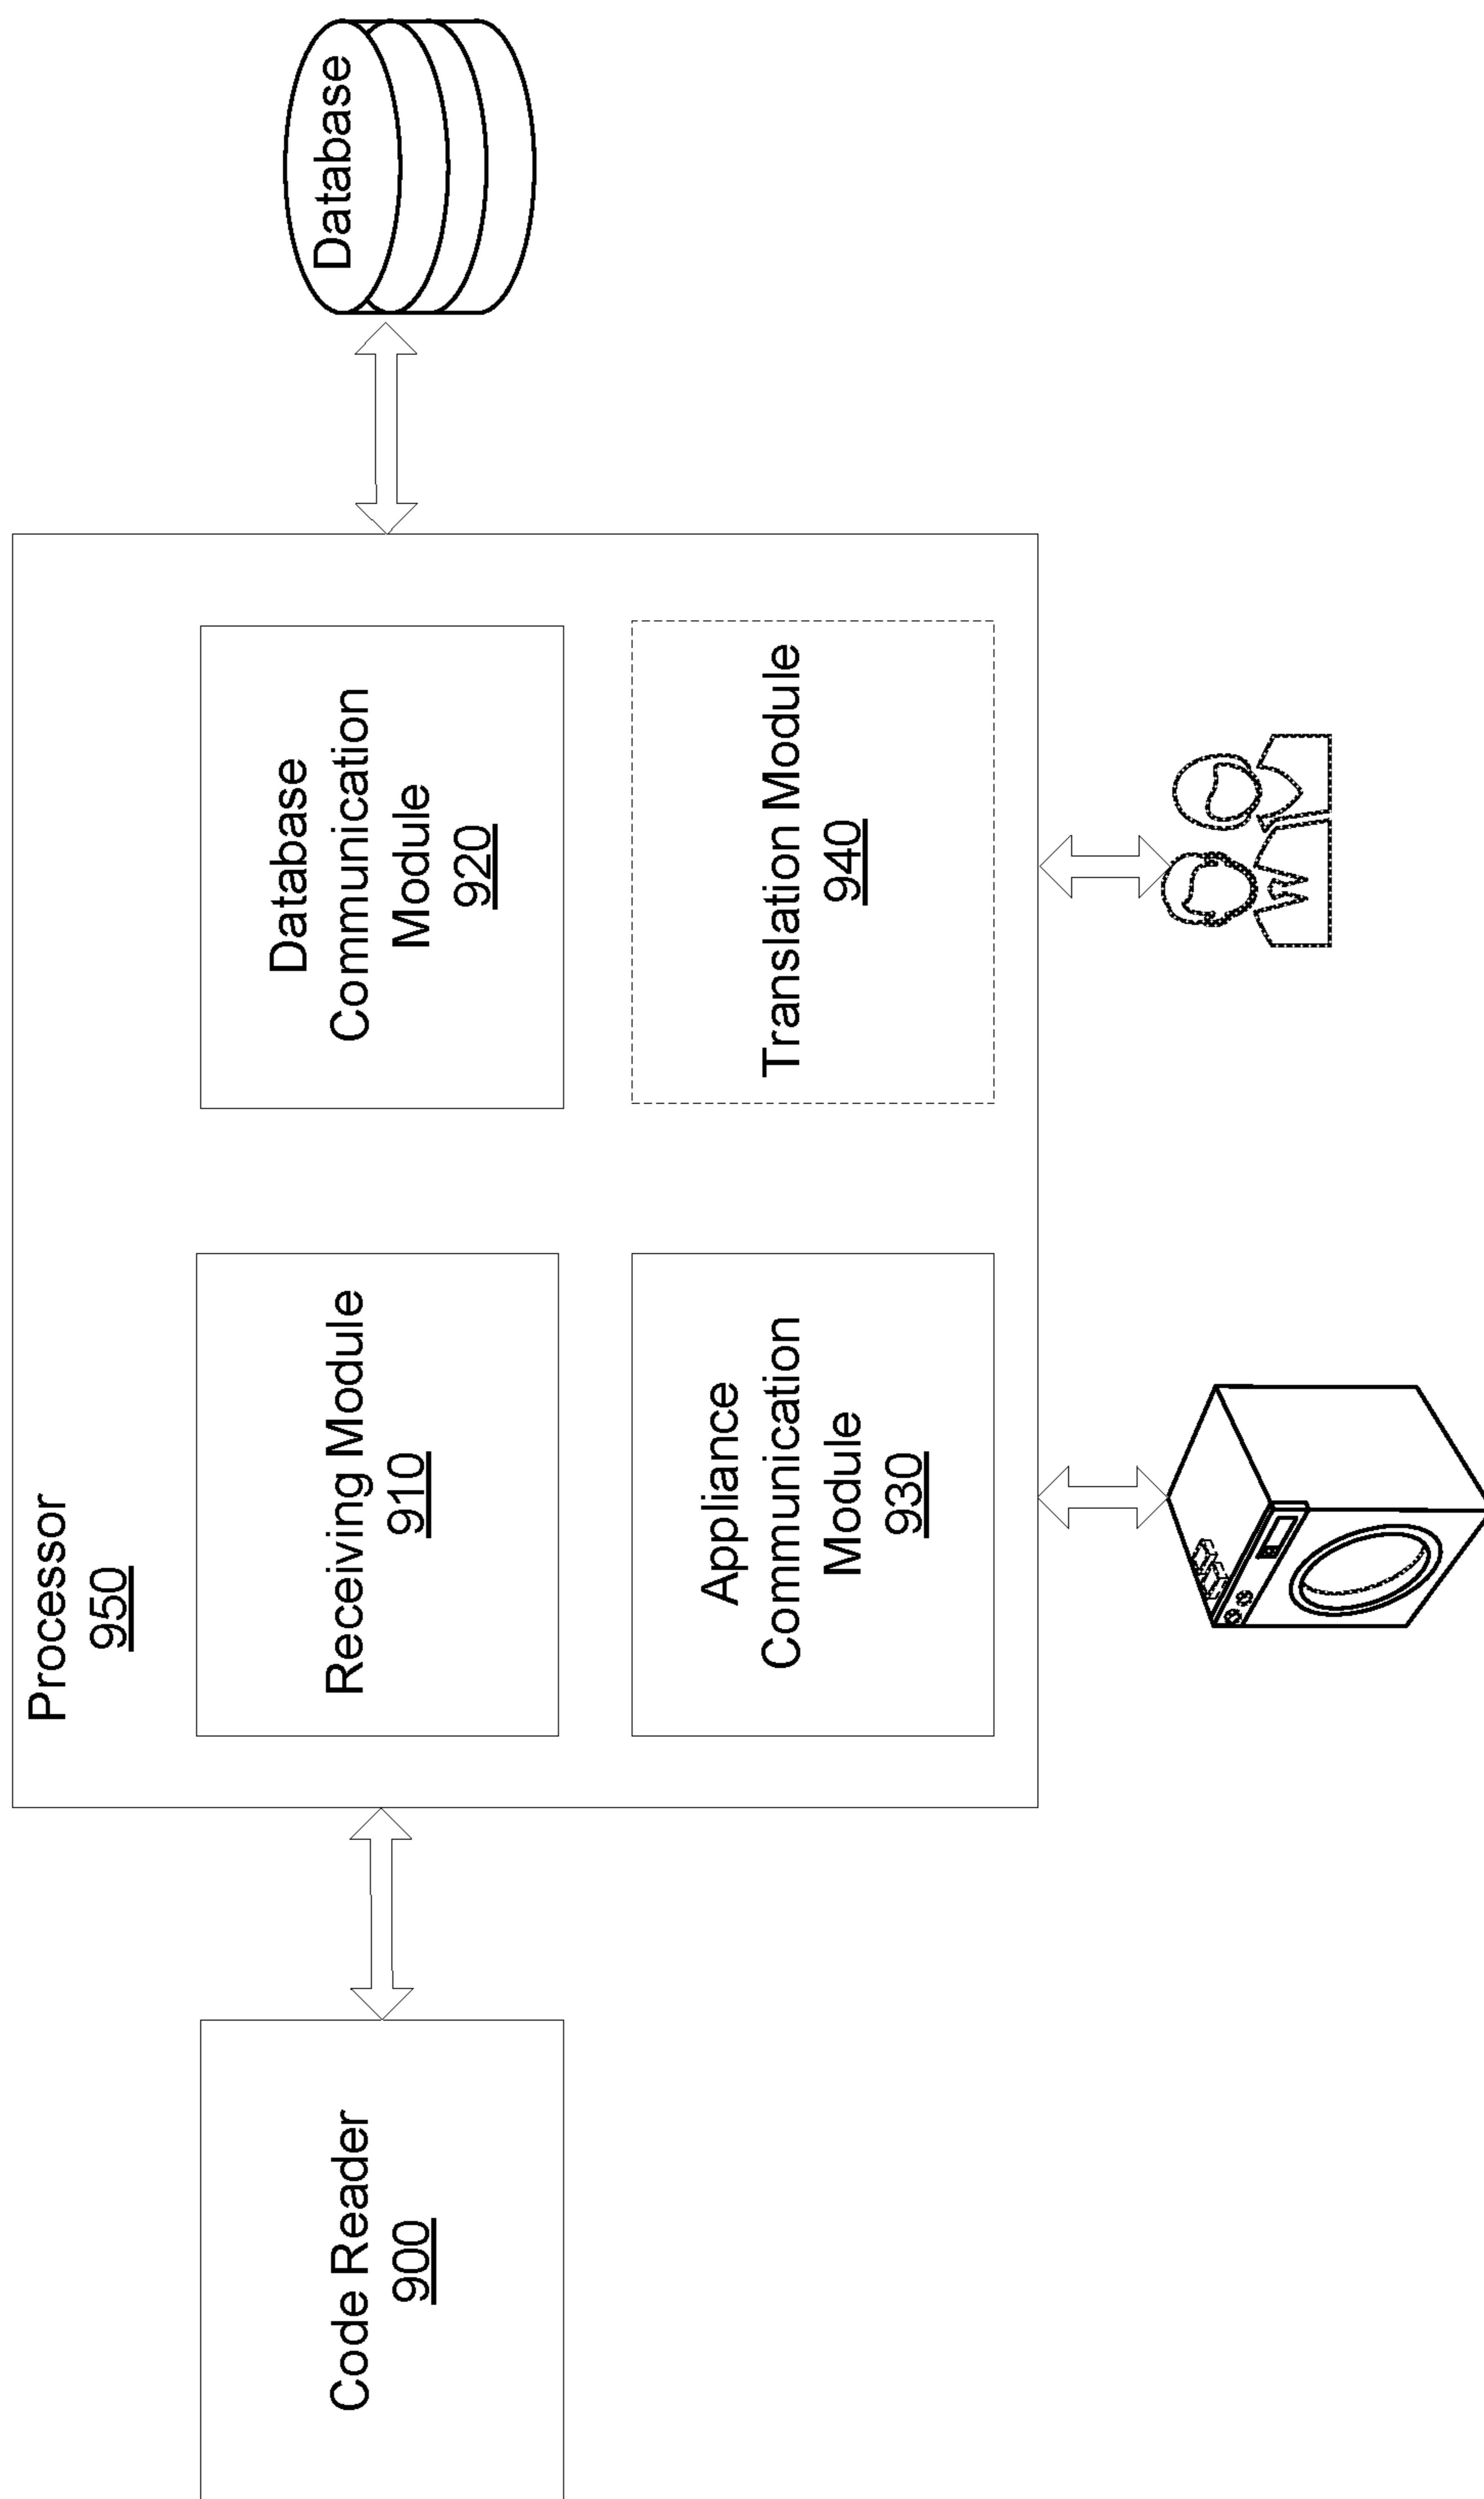 Processor
950
Code Reader
900
Receiving Module
910
Database
Communication
Module
920
Database
Appliance
Communication
Module
930
Translation Module
940